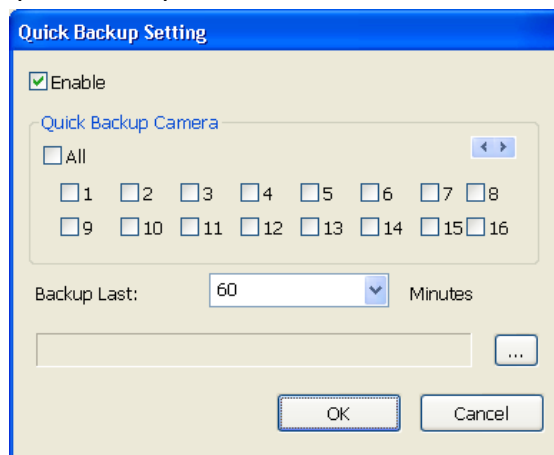 Quick Backup Setting
Enable
Quick Backup Camera
All
1 2 3 4 5 6 7 8
9 10 11 12 13 14 15 16
Backup Last: 60 Minutes
...
OK Cancel